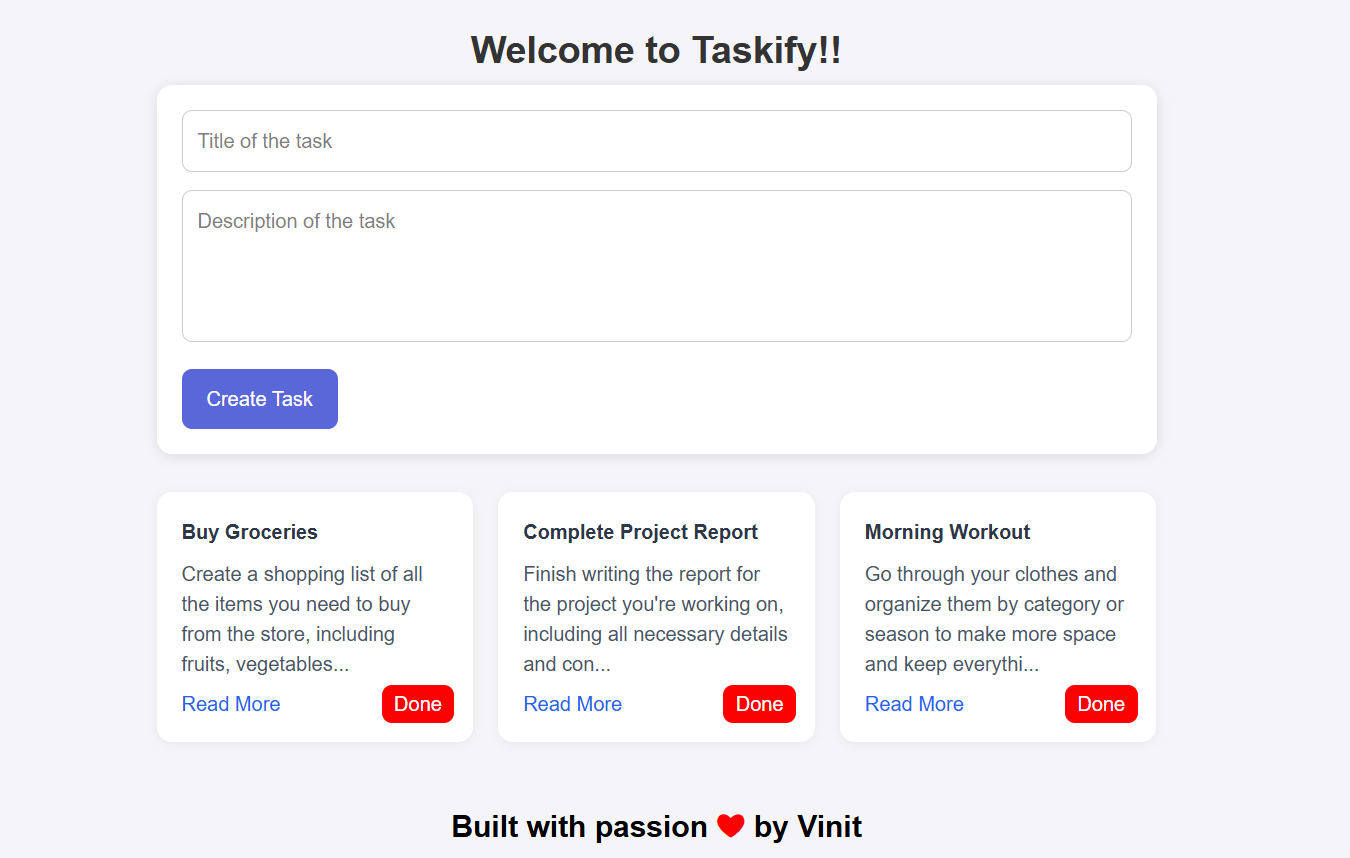 Welcome to Taskify!!
Title of the task
Description of the task
Create Task
Buy Groceries
Create a shopping list of all
the items you need to buy
from the store, including
fruits, vegetables...
Read More
Done
Complete Project Report
Finish writing the report for
the project you're working on,
including all necessary details
and con...
Read More
Done
Morning Workout
Go through your clothes and
organize them by category or
season to make more space
and keep everythi...
Read More
Done
Built with passion ❤ by Vinit